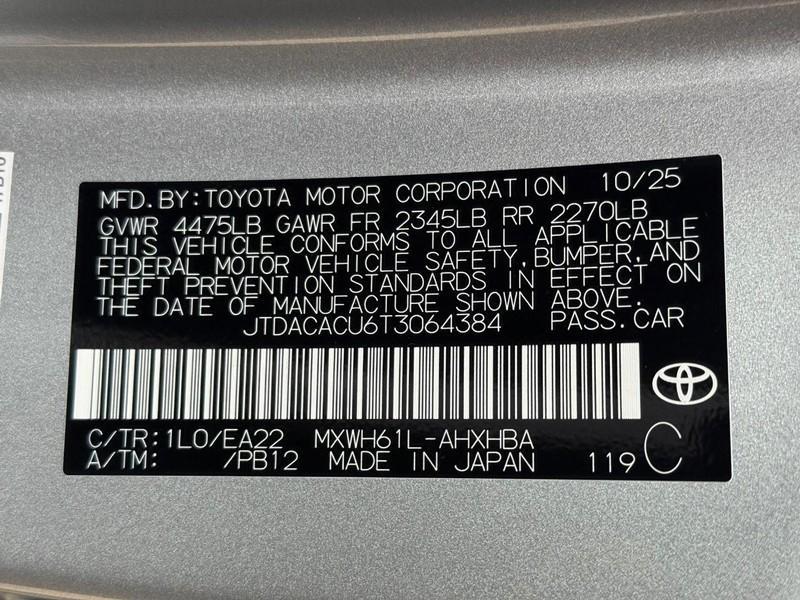 MFD.BY:TOYOTA MOTOR CORPORATION 10/25
GVWR 4475LB GAWR FR 2345LB RR 2270LB
THIS VEHICLE CONFORMS TO ALL APPLICABLE
FEDERAL MOTOR VEHICLE SAFETY,BUMPER,AND
THEFT PREVENTION STANDARDS IN EFFECT ON
THE DATE OF MANUFACTURE SHOWN ABOVE.
JTDACACU6T3064384 PASS.CAR
C/TR:1L0/EA22 MXWH61L-AHXHBA
A/TM: /PB12 MADE IN JAPAN 119 C